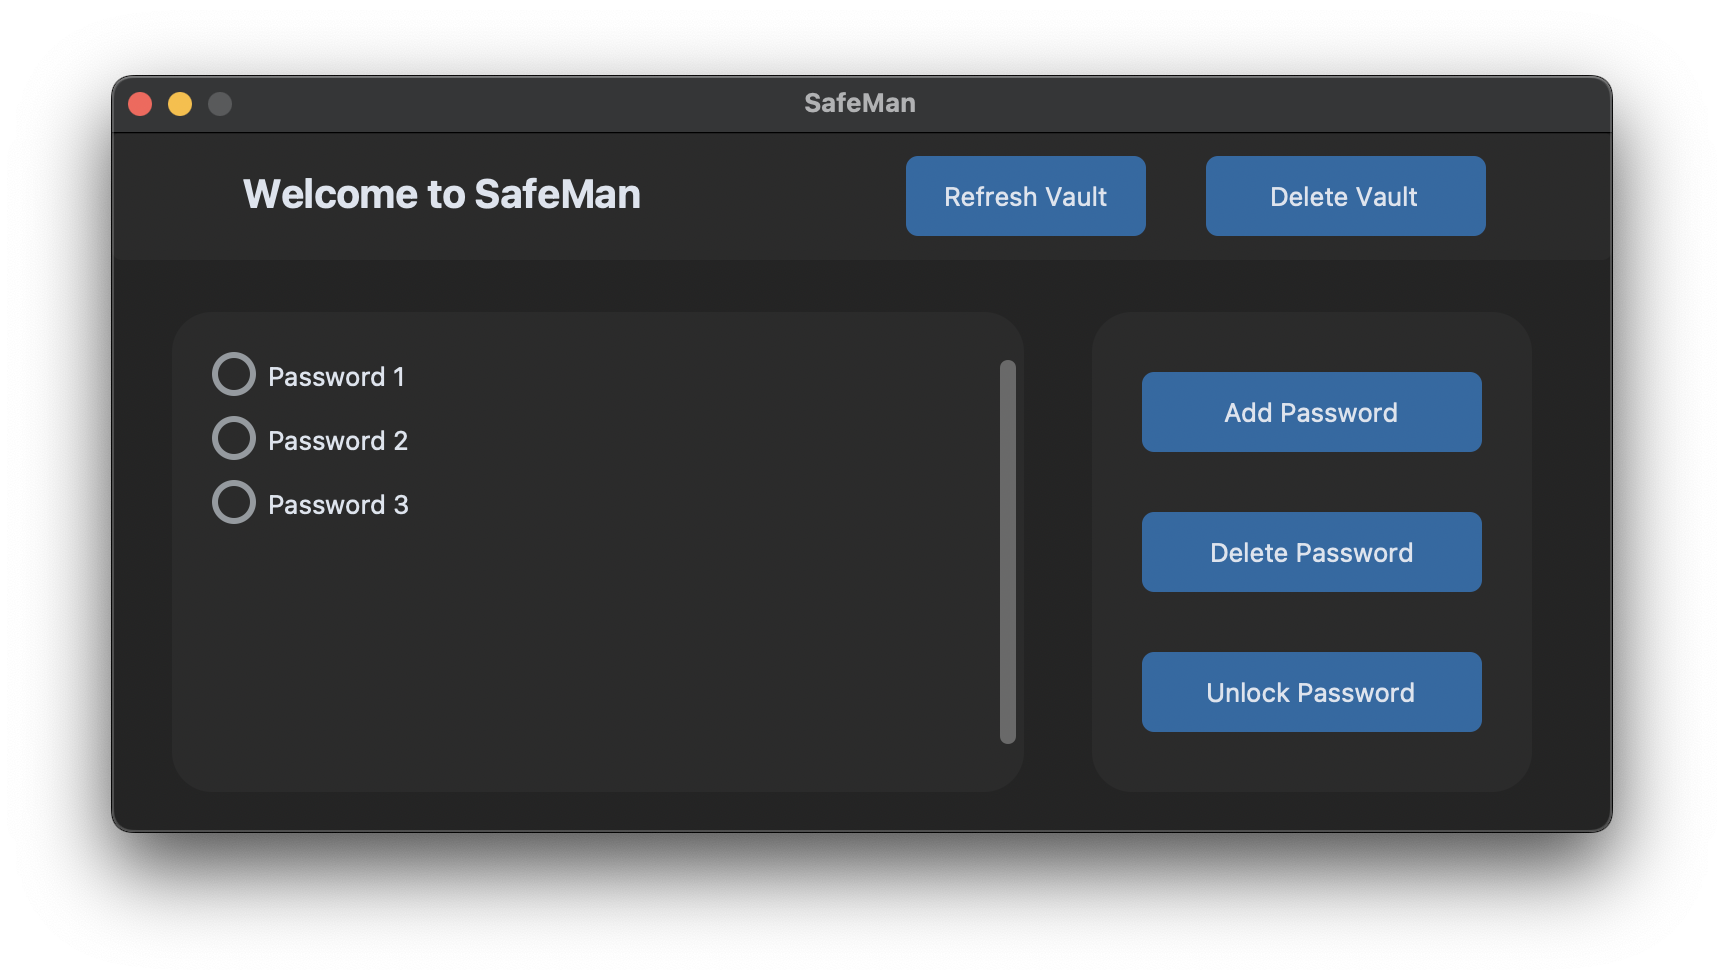 SafeMan
Welcome to SafeMan
Refresh Vault
Delete Vault
Password 1
Password 2
Password 3
Add Password
Delete Password
Unlock Password